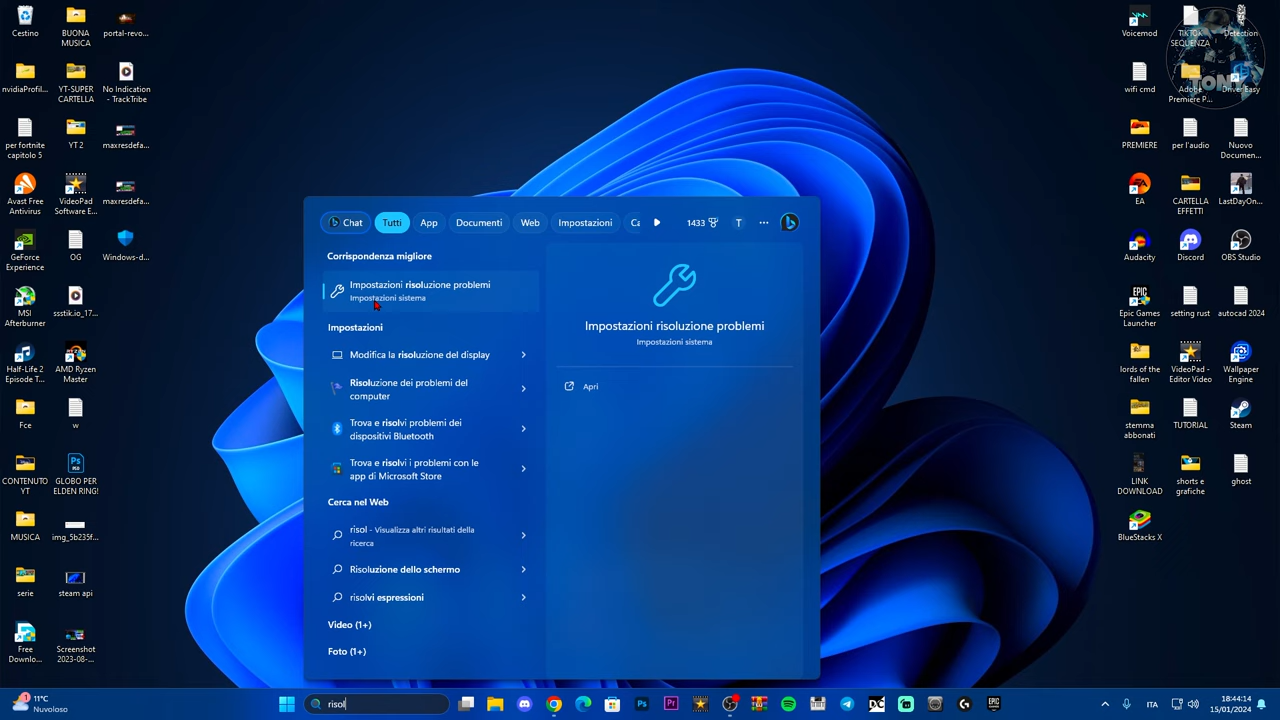 Cestino
BUONA
MUSICA
portal-revo...
nvidiaProfil...
YT-SUPER
CARTELLA
No Indication
- TrackTribe
per fortnite
capitolo 5
YT 2
maxresdefa...
Avast Free
Antivirus
VideoPad
Software E...
maxresdefa...
GeForce
Experience
OG
Windows-d...
MSI
Afterburner
ssstik.io_17...
Half-Life 2
Episode T...
AMD Ryzen
Master
Fce
w
CONTENUTO
YT
GLOBO PER
ELDEN RING!
MUSICA
img_5b235f...
serie
steam api
Free
Downlo...
Screenshot
2023-08-...
Chat
Tutti
App
Documenti
Web
Impostazioni
Ca
1433
T
Corrispondenza migliore
Impostazioni risoluzione problemi
Impostazioni sistema
Impostazioni
Modifica la risoluzione del display
Risoluzione dei problemi del
computer
Trova e risolvi problemi dei
dispositivi Bluetooth
Trova e risolvi i problemi con le
app di Microsoft Store
Cerca nel Web
risol - Visualizza altri risultati della
ricerca
Risoluzione dello schermo
risolvi espressioni
Video (1+)
Foto (1+)
Impostazioni risoluzione problemi
Impostazioni sistema
Apri
Voicemod
TIKTOK
SEQUENZA
Detection
wifi cmd
Adobe
Premiere P...
Driver Easy
TONY
PREMIERE
per l'audio
Nuovo
Documen...
EA
CARTELLA
EFFETTI
LastDayOn...
Audacity
Discord
OBS Studio
Epic Games
Launcher
setting rust
autocad 2024
lords of the
fallen
VideoPad -
Editor Video
Wallpaper
Engine
stemma
abbonati
TUTORIAL
Steam
LINK
DOWNLOAD
shorts e
grafiche
ghost
BlueStacks X
11°C
Nuvoloso
risol
ITA
18:44:14
15/01/2024